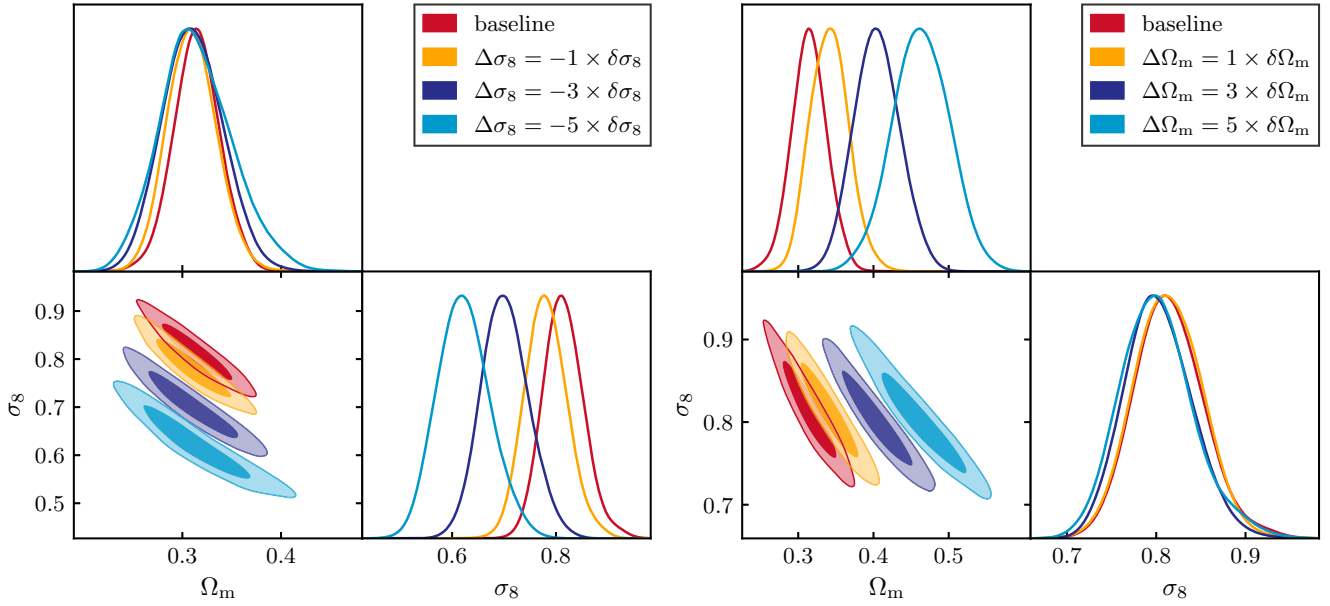 baseline
Δσ₈ = −1 × δσ₈
Δσ₈ = −3 × δσ₈
Δσ₈ = −5 × δσ₈
0.9
0.8
0.7
0.6
0.5
σ₈
0.3 0.4
Ωₘ
0.6 0.8
σ₈
baseline
ΔΩₘ = 1 × δΩₘ
ΔΩₘ = 3 × δΩₘ
ΔΩₘ = 5 × δΩₘ
0.9
0.8
0.7
σ₈
0.3 0.4 0.5
Ωₘ
0.7 0.8 0.9
σ₈